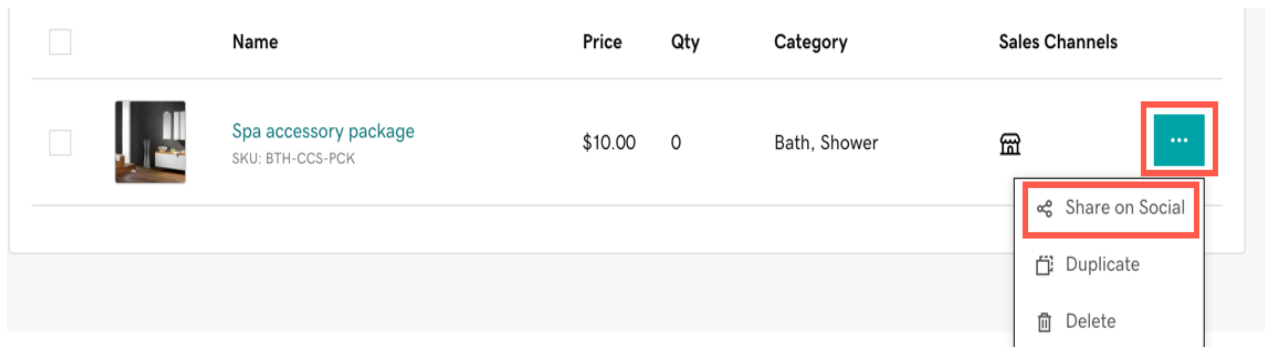 Name Price Qty Category Sales Channels
Spa accessory package
SKU: BTH-CCS-PCK
$10.00 0 Bath, Shower
Share on Social
Duplicate
Delete